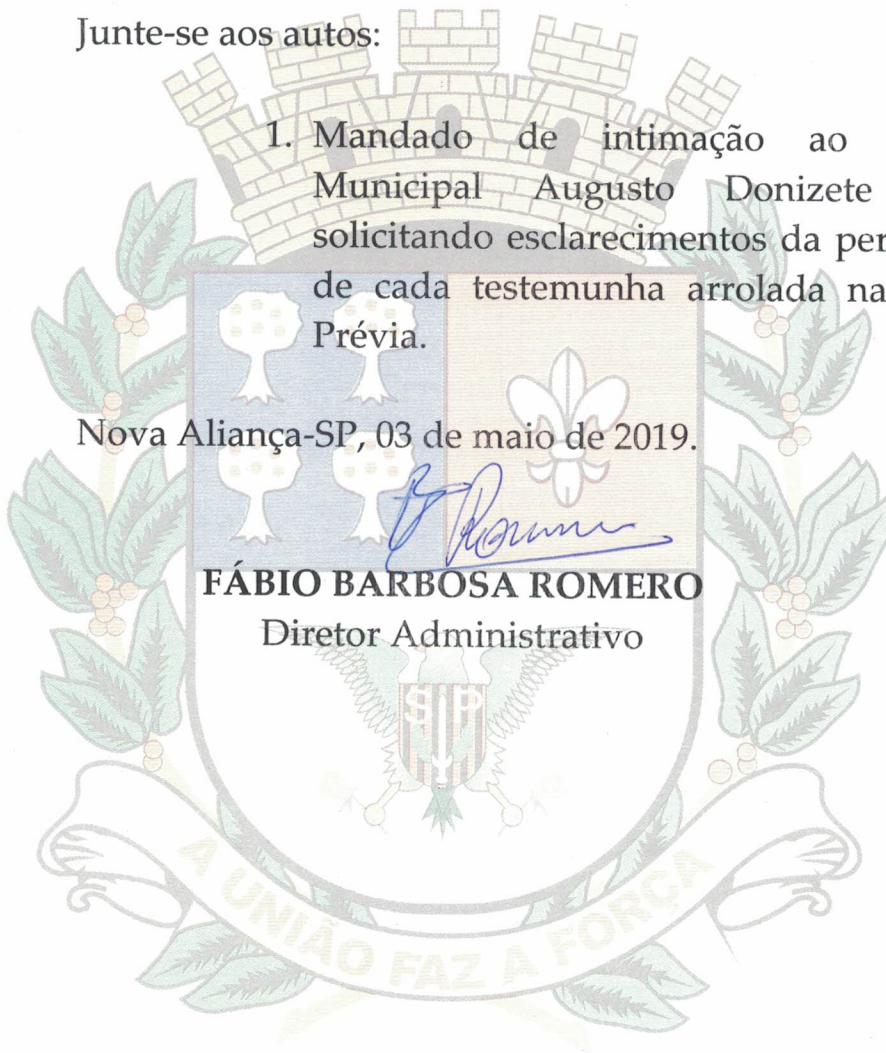 Junte-se aos autos:
1. Mandado de intimação ao
Municipal Augusto Donizete
solicitando esclarecimentos da per
de cada testemunha arrolada na
Prévia.
Nova Aliança-SP, 03 de maio de 2019.
FÁBIO BARBOSA ROMERO
Diretor Administrativo
SP
A UNIÃO FAZ A FORÇA